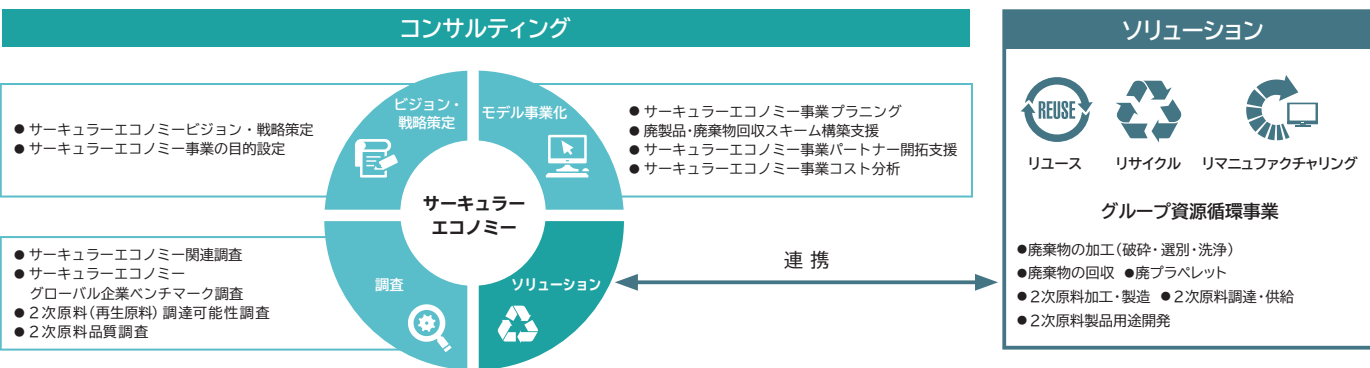 コンサルティング
ビジョン・
戦略策定
● サーキュラーエコノミービジョン・戦略策定
● サーキュラーエコノミー事業の目的設定
モデル事業化
● サーキュラーエコノミー事業プラニング
● 廃製品・廃棄物回収スキーム構築支援
● サーキュラーエコノミー事業パートナー開拓支援
● サーキュラーエコノミー事業コスト分析
サーキュラー
エコノミー
調査
● サーキュラーエコノミー関連調査
● サーキュラーエコノミー
グローバル企業ベンチマーク調査
● 2次原料(再生原料)調達可能性調査
● 2次原料品質調査
ソリューション
連携
ソリューション
REUSE
リユース
リサイクル
リマニュファクチャリング
グループ資源循環事業
●廃棄物の加工(破砕・選別・洗浄)
●廃棄物の回収 ●廃プラペレット
●2次原料加工・製造 ●2次原料調達・供給
●2次原料製品用途開発